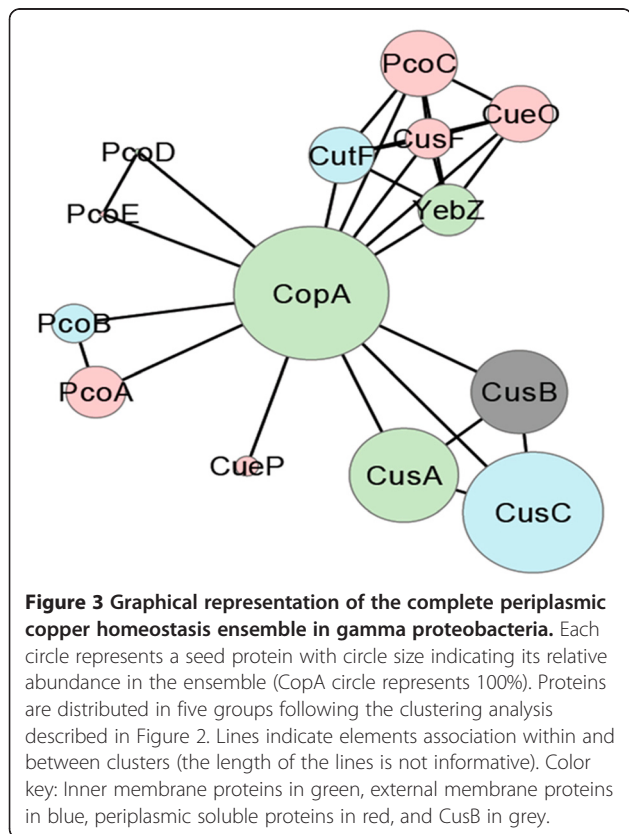 PcoC
CueO
CusF
CutF
PcoD
YebZ
PcoE
CopA
PcoB
PcoA
CusB
CueP
CusA
CusC
Figure 3 Graphical representation of the complete periplasmic
copper homeostasis ensemble in gamma proteobacteria. Each
circle represents a seed protein with circle size indicating its relative
abundance in the ensemble (CopA circle represents 100%). Proteins
are distributed in five groups following the clustering analysis
described in Figure 2. Lines indicate elements association within and
between clusters (the length of the lines is not informative). Color
key: Inner membrane proteins in green, external membrane proteins
in blue, periplasmic soluble proteins in red, and CusB in grey.